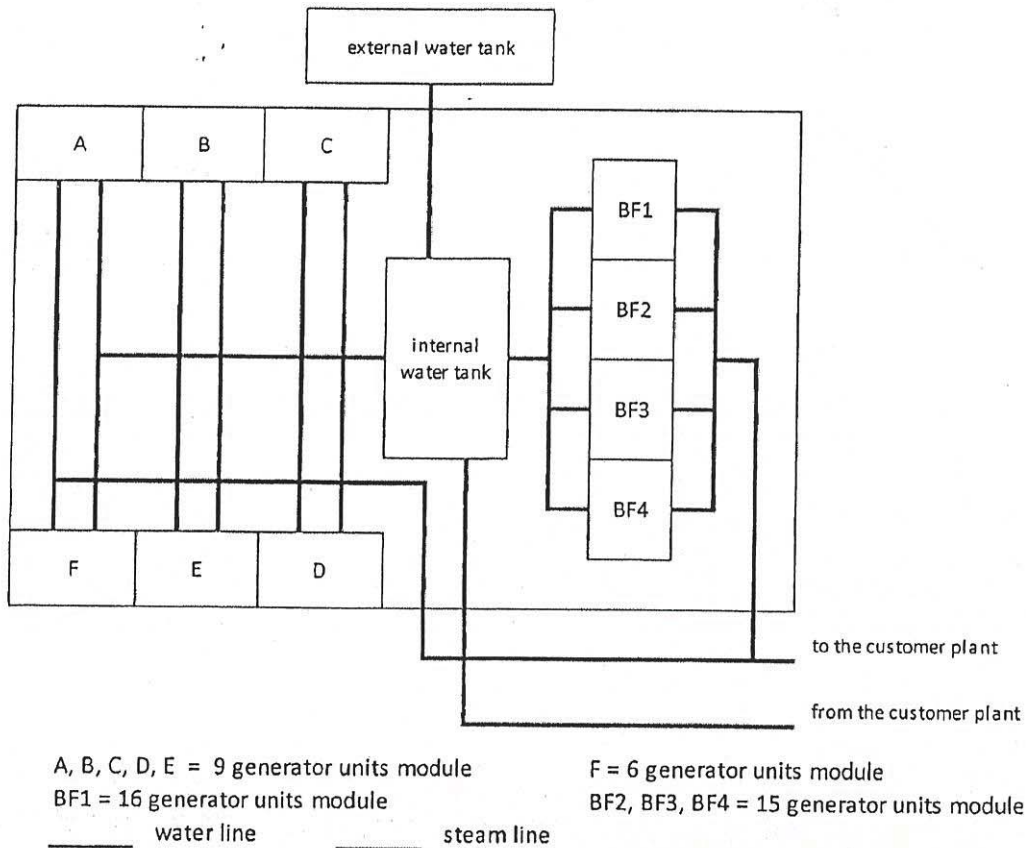 external water tank
A B C
BF1
BF2
internal
water tank
BF3
BF4
F E D
to the customer plant
from the customer plant
A, B, C, D, E = 9 generator units module F = 6 generator units module
BF1 = 16 generator units module BF2, BF3, BF4 = 15 generator units module
water line steam line